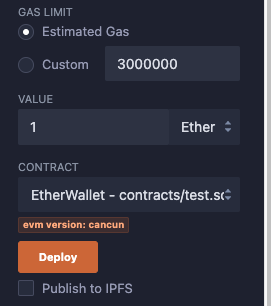 GAS LIMIT
Estimated Gas
Custom 3000000
VALUE
1 Ether
CONTRACT
EtherWallet - contracts/test.sc
evm version: cancun
Deploy
Publish to IPFS